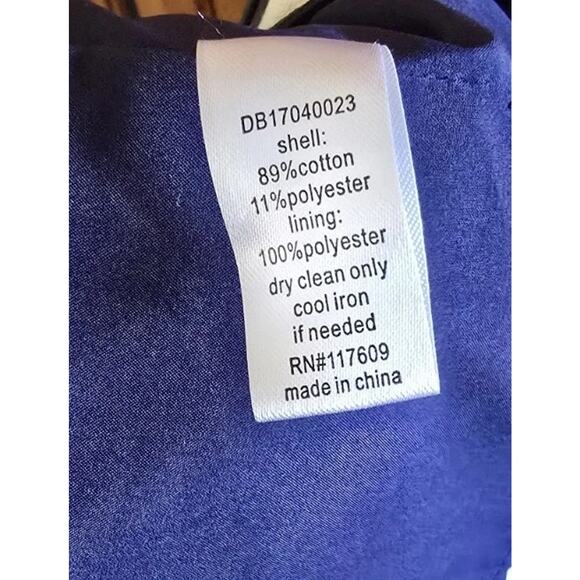 DB17040023
shell:
89%cotton
11%polyester
lining:
100%polyester
dry clean only
cool iron
if needed
RN#117609
made in china